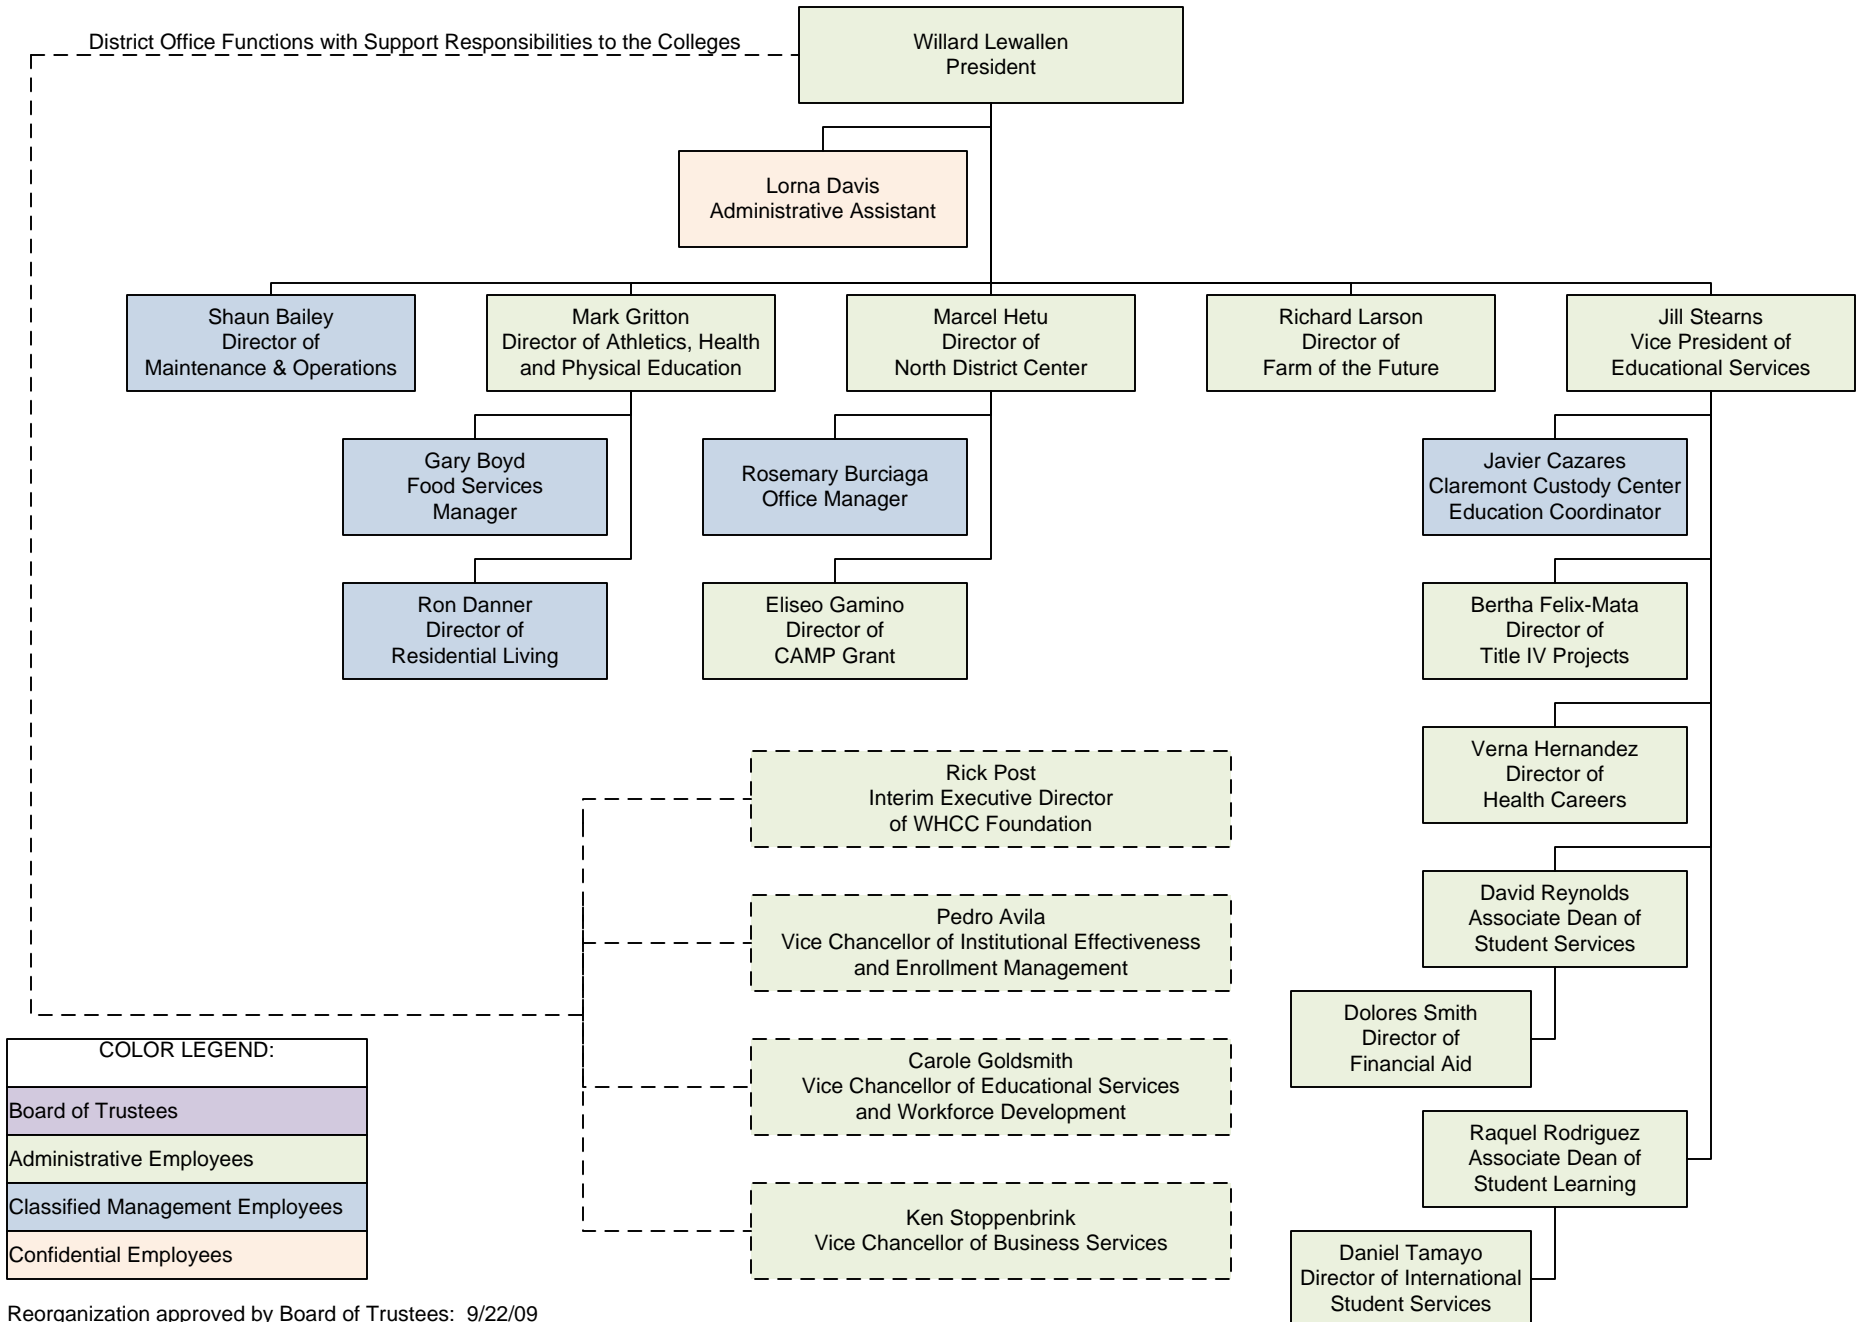 District Office Functions with Support Responsibilities to the Colleges
Willard Lewallen
President
Lorna Davis
Administrative Assistant
Shaun Bailey
Director of
Maintenance & Operations
Mark Gritton
Director of Athletics, Health
and Physical Education
Marcel Hetu
Director of
North District Center
Richard Larson
Director of
Farm of the Future
Jill Stearns
Vice President of
Educational Services
Gary Boyd
Food Services
Manager
Rosemary Burciaga
Office Manager
Javier Cazares
Claremont Custody Center
Education Coordinator
Ron Danner
Director of
Residential Living
Eliseo Gamino
Director of
CAMP Grant
Bertha Felix-Mata
Director of
Title IV Projects
Verna Hernandez
Director of
Health Careers
Rick Post
Interim Executive Director
of WHCC Foundation
David Reynolds
Associate Dean of
Student Services
Pedro Avila
Vice Chancellor of Institutional Effectiveness
and Enrollment Management
Dolores Smith
Director of
Financial Aid
Carole Goldsmith
Vice Chancellor of Educational Services
and Workforce Development
Raquel Rodriguez
Associate Dean of
Student Learning
Ken Stoppenbrink
Vice Chancellor of Business Services
Daniel Tamayo
Director of International
Student Services
COLOR LEGEND:
Board of Trustees
Administrative Employees
Classified Management Employees
Confidential Employees
Reorganization approved by Board of Trustees: 9/22/09